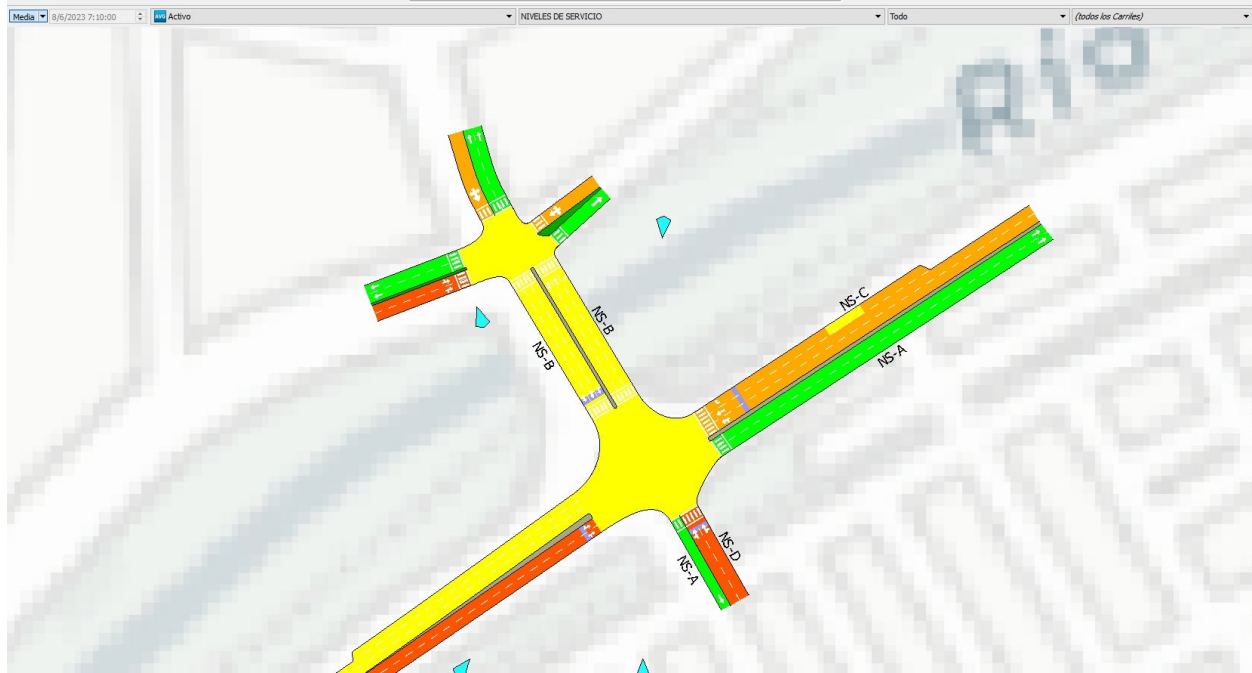 Media 8/6/2023 7:10:00 AVG Activo NIVELES DE SERVICIO Todo (todos los Carriles)
Rio
NS-C
NS-B
NS-B
NS-A
NS-D
NS-A